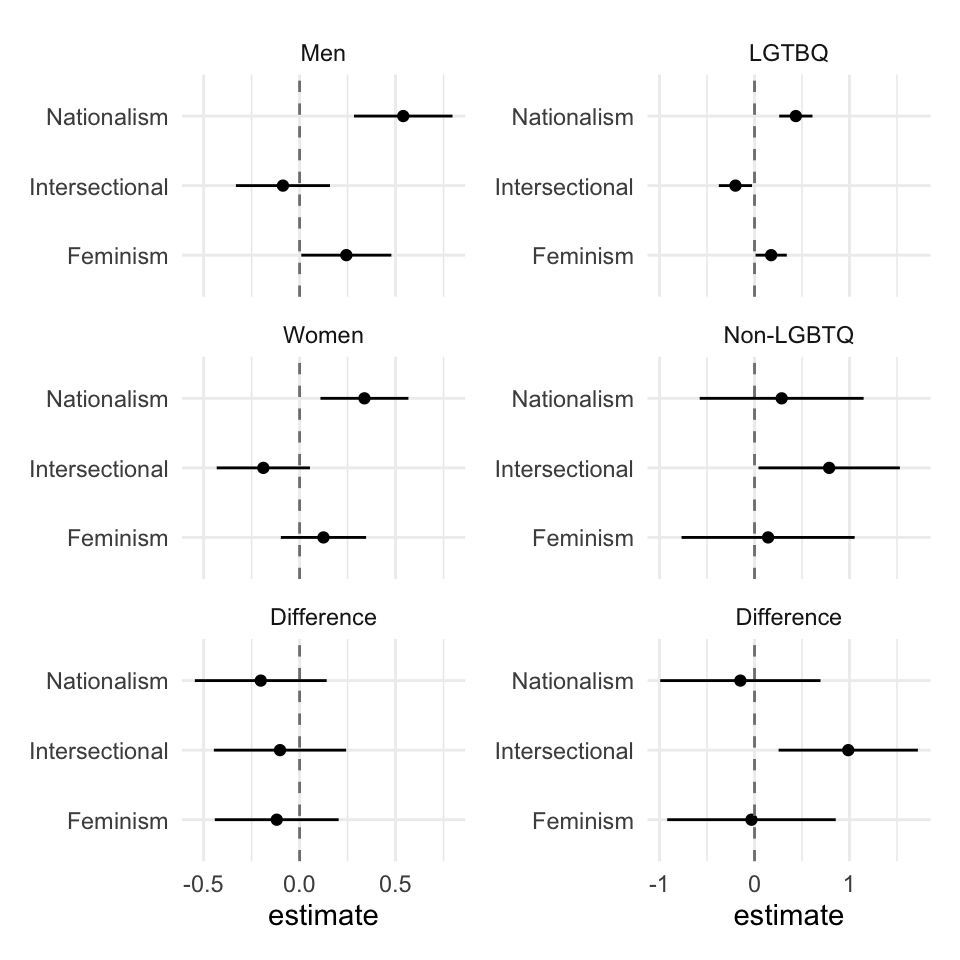 Men
Nationalism
Intersectional
Feminism
LGTBQ
Nationalism
Intersectional
Feminism
Women
Nationalism
Intersectional
Feminism
Non-LGBTQ
Nationalism
Intersectional
Feminism
Difference
Nationalism
Intersectional
Feminism
-0.5 0.0 0.5
estimate
Difference
Nationalism
Intersectional
Feminism
-1 0 1
estimate